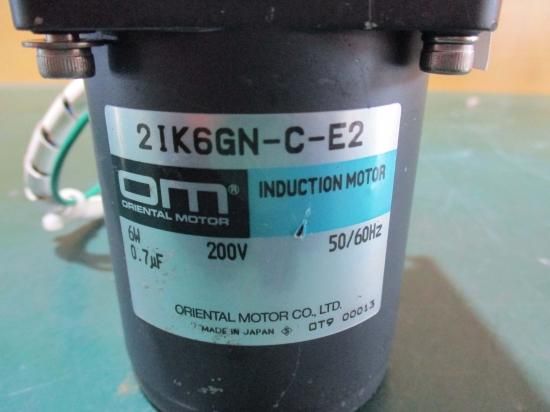 2IK6GN-C-E2
om®
ORIENTAL MOTOR
INDUCTION MOTOR
6W 200V 50/60Hz
0.7µF
ORIENTAL MOTOR CO., LTD.
MADE IN JAPAN Ⓢ OT9 00013